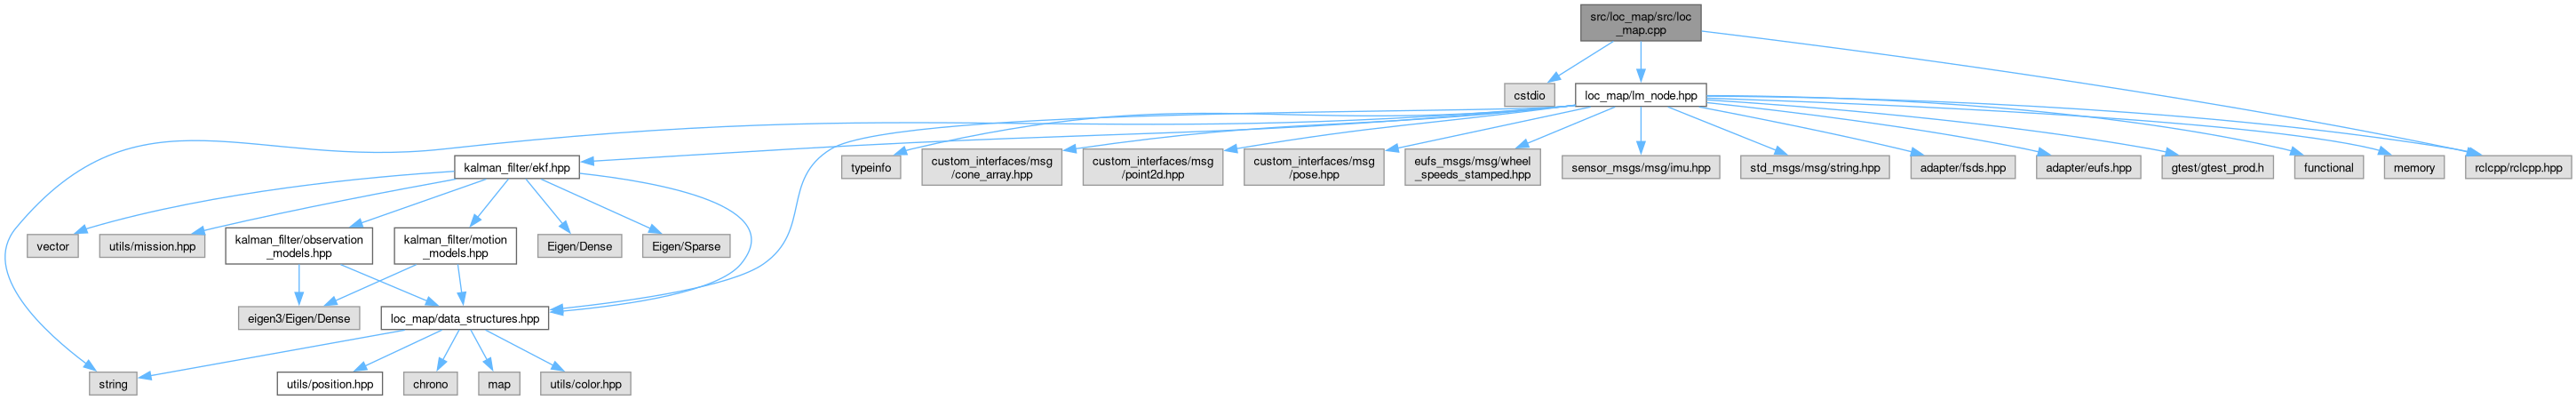 src/loc_map/src/loc
_map.cpp
cstdio
loc_map/lm_node.hpp
kalman_filter/ekf.hpp
typeinfo
custom_interfaces/msg
/cone_array.hpp
custom_interfaces/msg
/point2d.hpp
custom_interfaces/msg
/pose.hpp
eufs_msgs/msg/wheel
_speeds_stamped.hpp
sensor_msgs/msg/imu.hpp
std_msgs/msg/string.hpp
adapter/fsds.hpp
adapter/eufs.hpp
gtest/gtest_prod.h
functional
memory
rclcpp/rclcpp.hpp
vector
utils/mission.hpp
kalman_filter/observation
_models.hpp
kalman_filter/motion
_models.hpp
Eigen/Dense
Eigen/Sparse
eigen3/Eigen/Dense
loc_map/data_structures.hpp
string
utils/position.hpp
chrono
map
utils/color.hpp